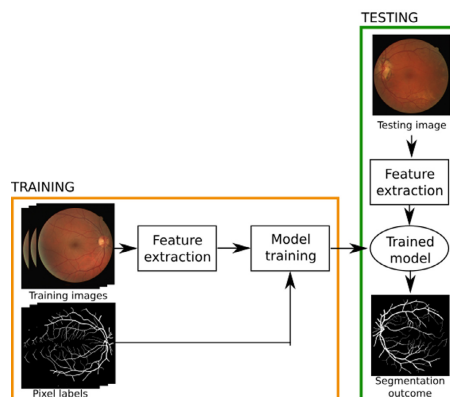 TESTING
Testing image
Feature
extraction
Trained
model
Segmentation
outcome
TRAINING
Training images
Feature
extraction
Model
training
Pixel labels